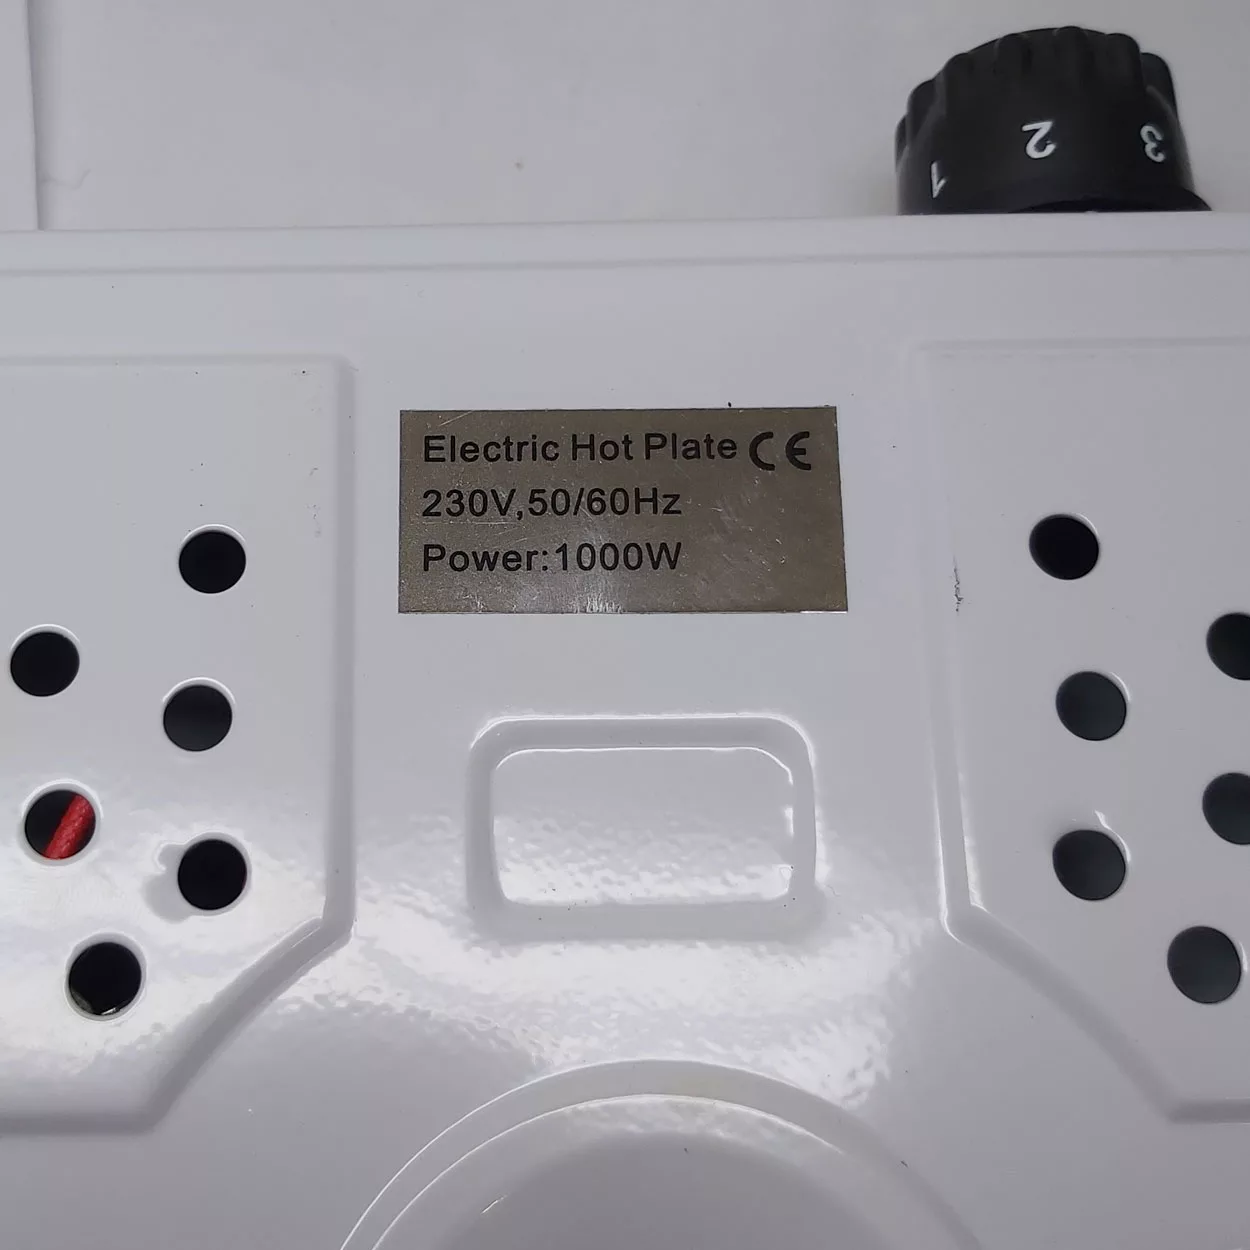 1 2 3
Electric Hot Plate CE
230V,50/60Hz
Power:1000W